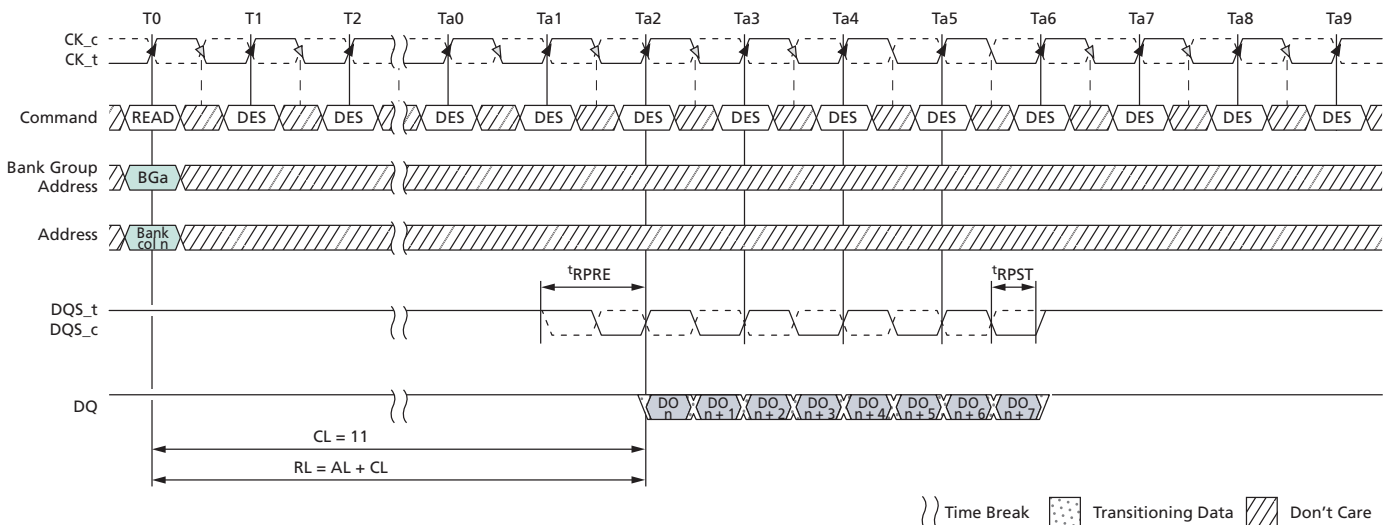 T0 T1 T2 Ta0 Ta1 Ta2 Ta3 Ta4 Ta5 Ta6 Ta7 Ta8 Ta9
CK_c
CK_t
Command READ DES DES DES DES DES DES DES DES DES DES DES DES
Bank Group
Address
BGa
Address
Bank
col n
tRPRE tRPST
DQS_t
DQS_c
DQ
DO
n
DO
n + 1
DO
n + 2
DO
n + 3
DO
n + 4
DO
n + 5
DO
n + 6
DO
n + 7
CL = 11
RL = AL + CL
Time Break Transitioning Data Don't Care